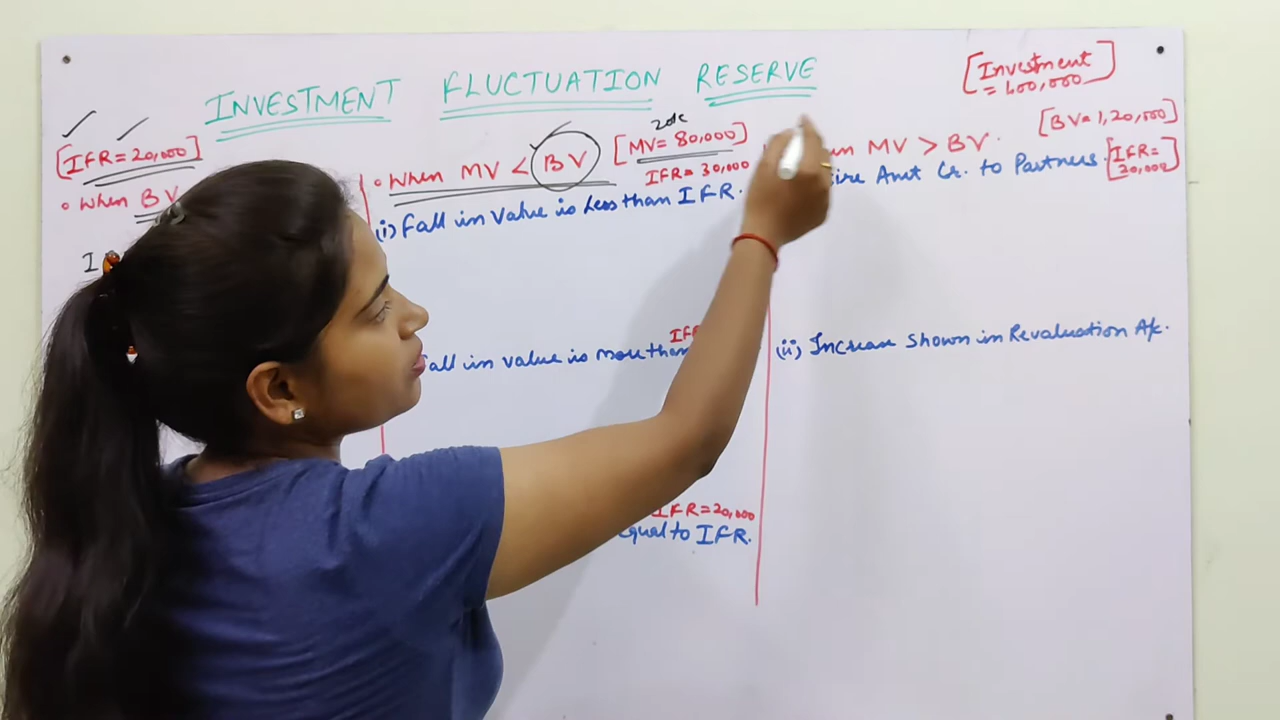 INVESTMENT FLUCTUATION RESERVE
[Investment
= 100,000]
[IFR = 20,000]
• When BV
I
• When MV < BV
20k
[MV = 80,000]
IFR = 30,000
(i) Fall in Value is Less than IFR.
Fall in value is more than
IFR = 20,000
equal to IFR.
MV > BV.
[BV = 1,20,000]
Amt Cr. to Partners.
[IFR =
30,000]
(ii) Increase Shown in Revaluation A/c.